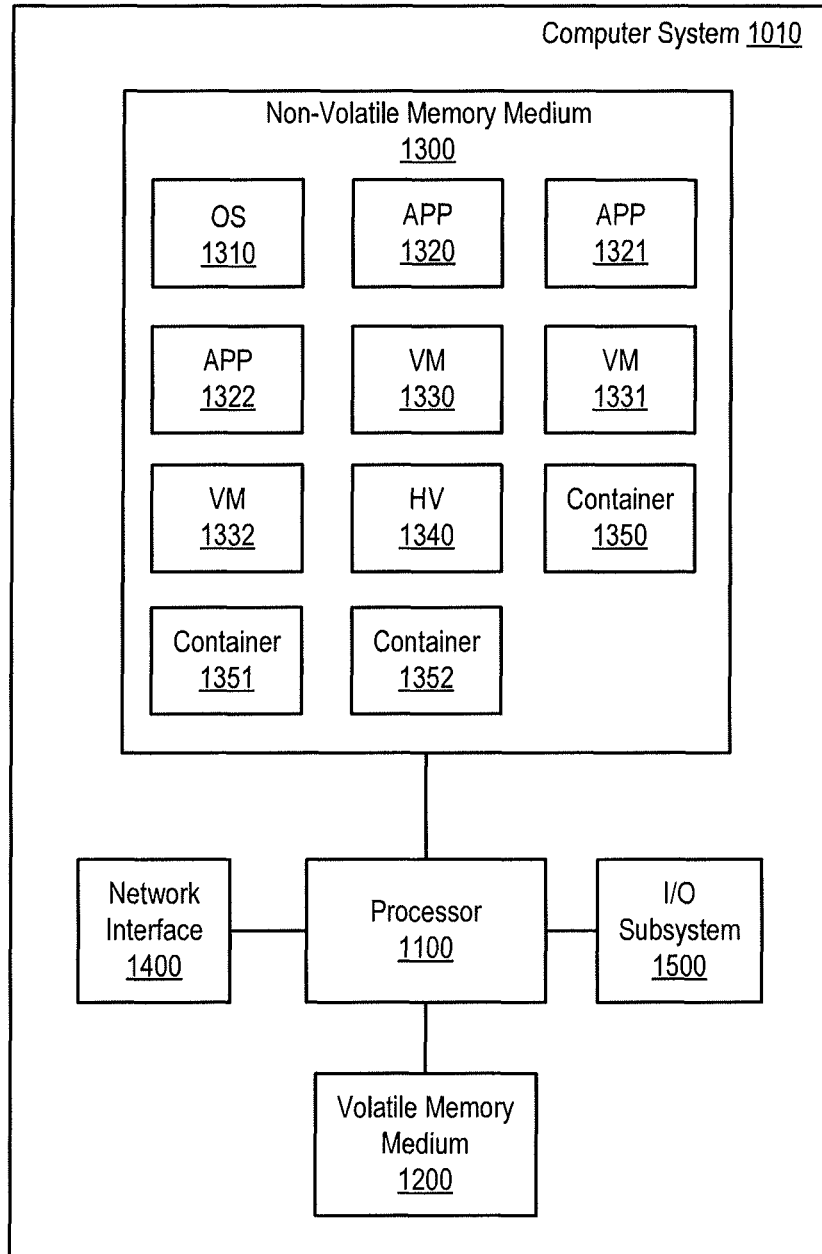 Computer System 1010
Non-Volatile Memory Medium
1300
OS
1310
APP
1320
APP
1321
APP
1322
VM
1330
VM
1331
VM
1332
HV
1340
Container
1350
Container
1351
Container
1352
Network
Interface
1400
Processor
1100
I/O
Subsystem
1500
Volatile Memory
Medium
1200